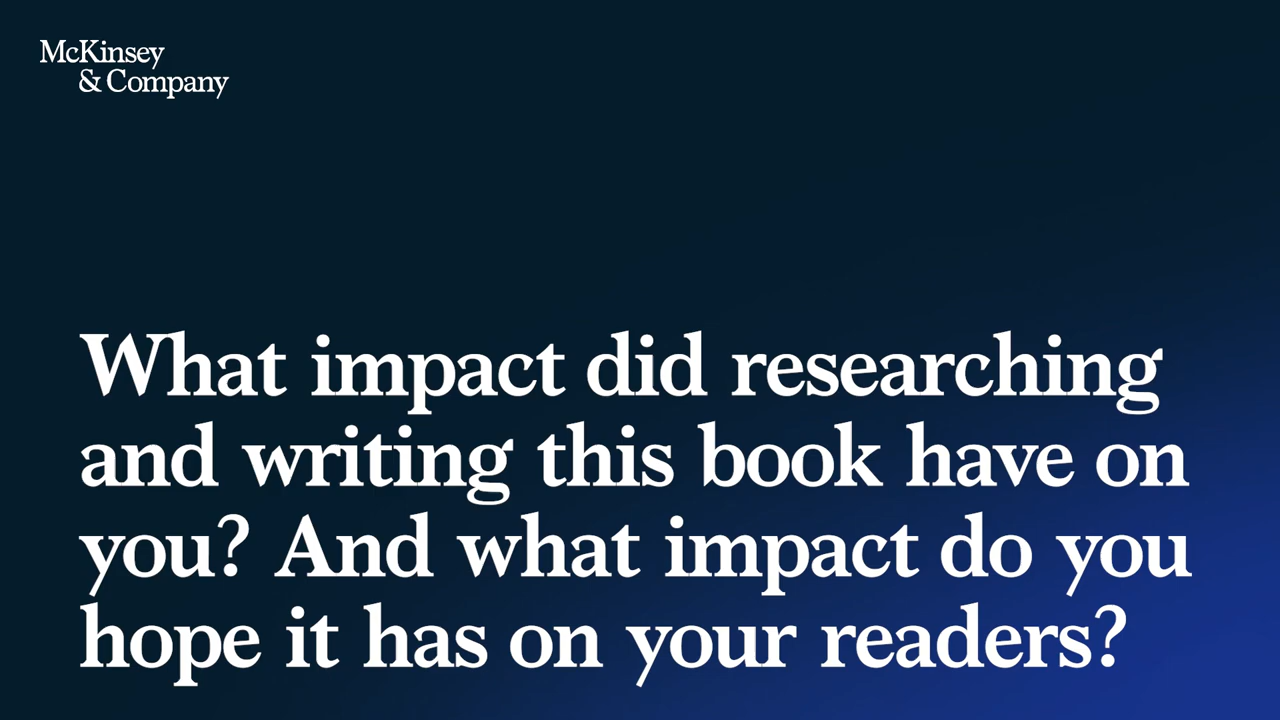 McKinsey
& Company
What impact did researching
and writing this book have on
you? And what impact do you
hope it has on your readers?